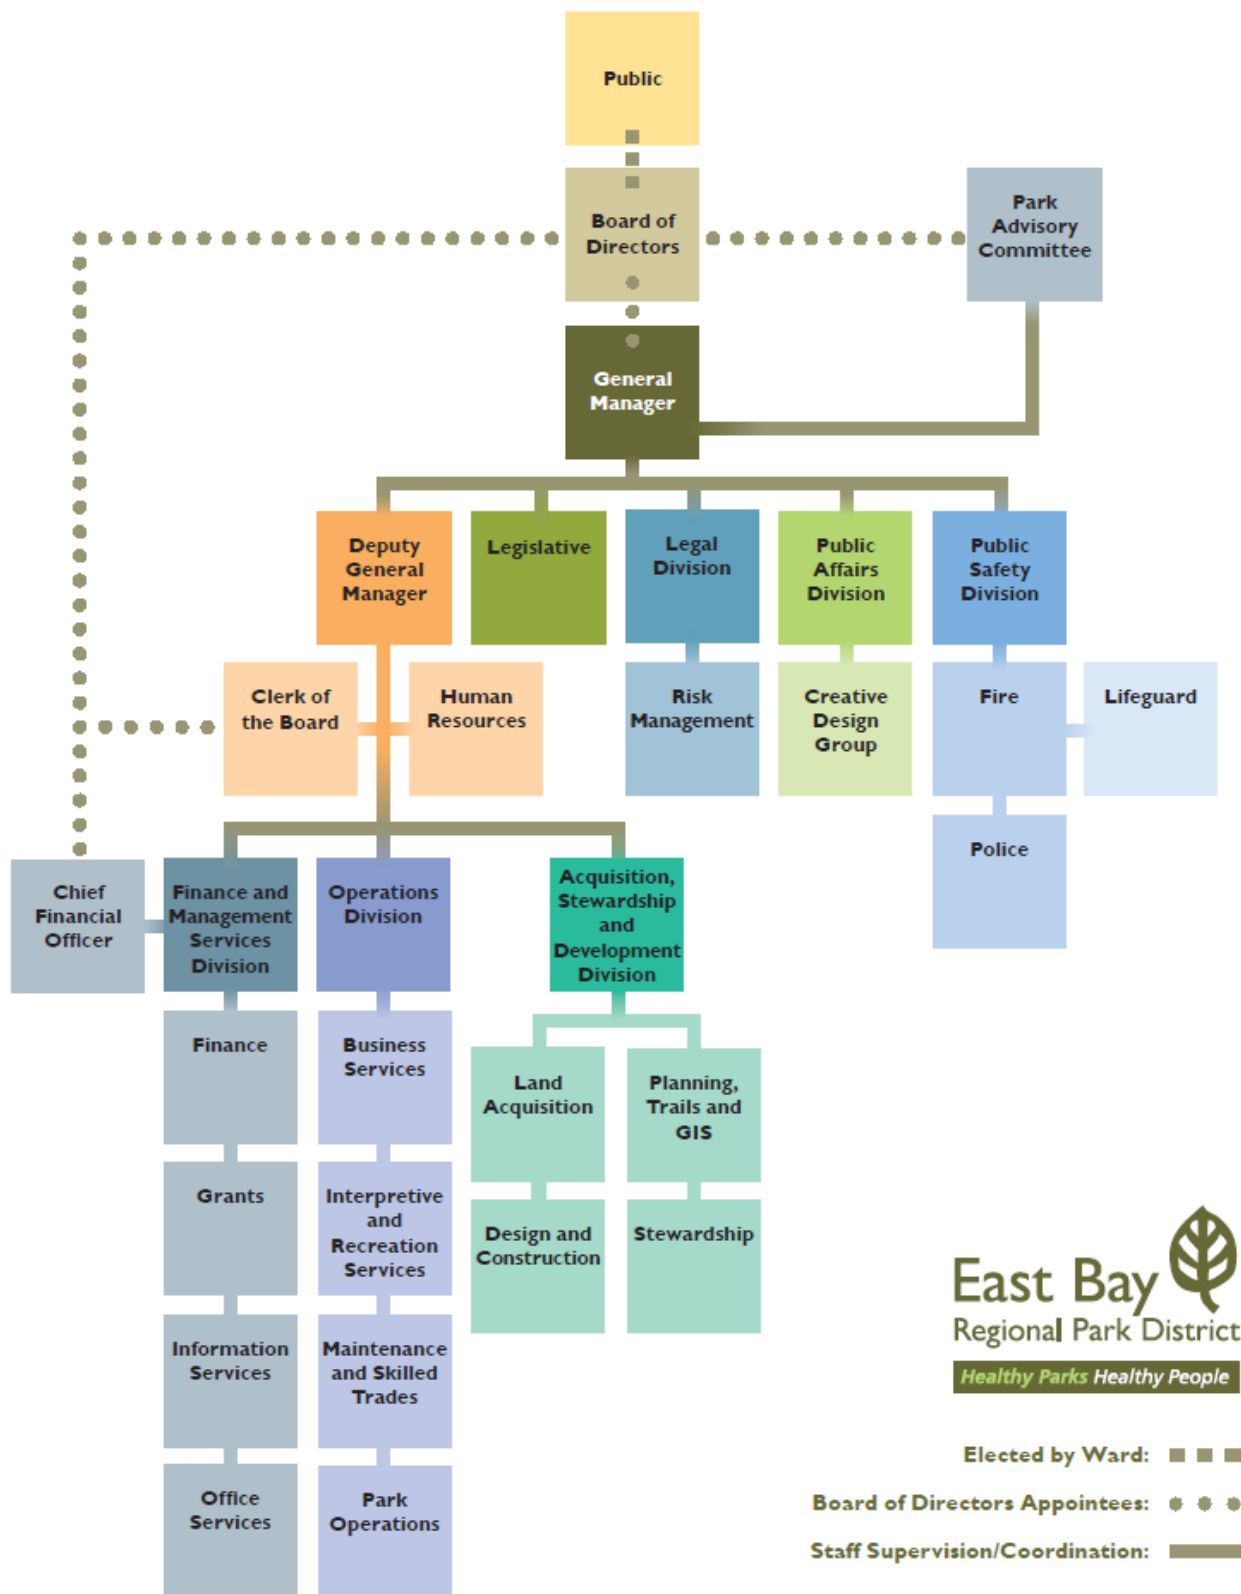 Public
Board of
Directors
Park
Advisory
Committee
General
Manager
Deputy
General
Manager
Legislative
Legal
Division
Public
Affairs
Division
Public
Safety
Division
Clerk of
the Board
Human
Resources
Risk
Management
Creative
Design
Group
Fire
Lifeguard
Police
Chief
Financial
Officer
Finance and
Management
Services
Division
Operations
Division
Acquisition,
Stewardship
and
Development
Division
Finance
Business
Services
Land
Acquisition
Planning,
Trails and
GIS
Grants
Interpretive
and
Recreation
Services
Design and
Construction
Stewardship
Information
Services
Maintenance
and Skilled
Trades
Office
Services
Park
Operations
East Bay
Regional Park District
Healthy Parks Healthy People
Elected by Ward:
Board of Directors Appointees:
Staff Supervision/Coordination: